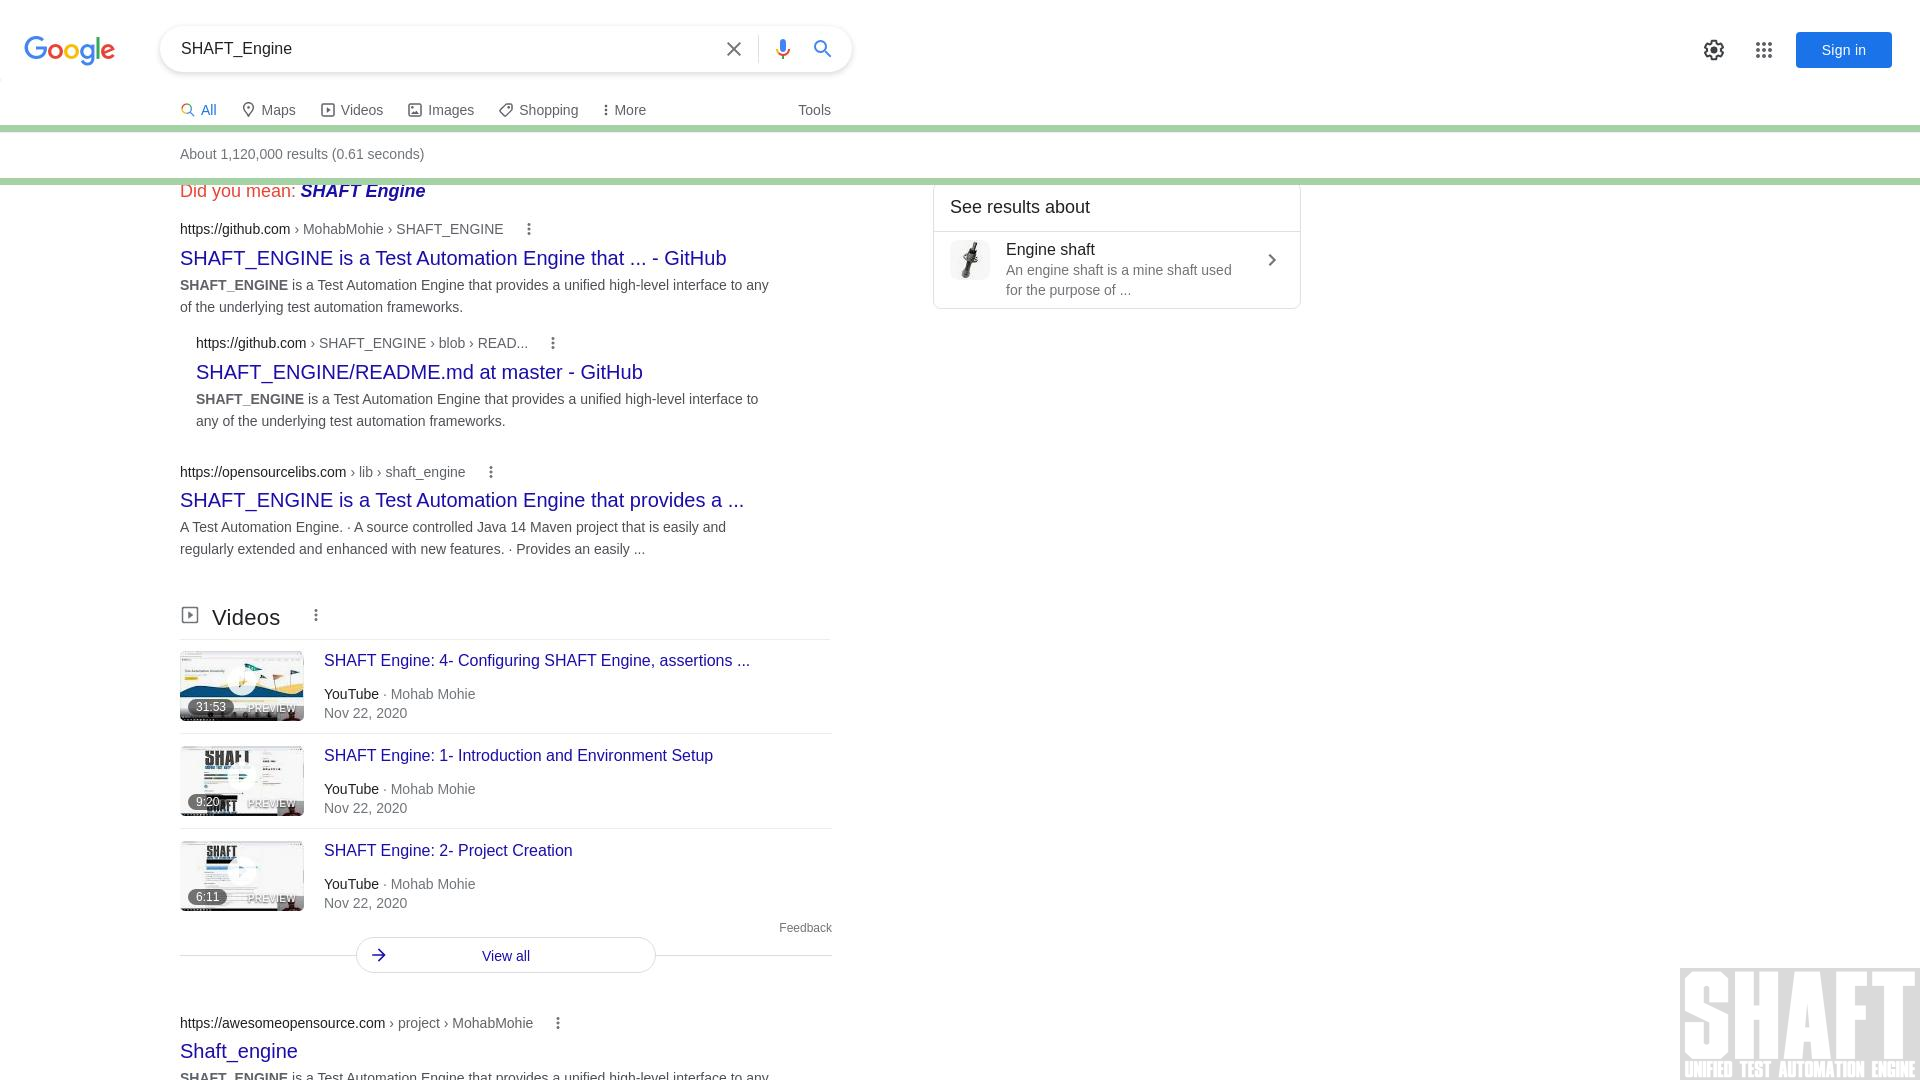 Google
SHAFT_Engine
Sign in
All
Maps
Videos
Images
Shopping
More
Tools
About 1,120,000 results (0.61 seconds)
Did you mean: SHAFT Engine
https://github.com › MohabMohie › SHAFT_ENGINE
SHAFT_ENGINE is a Test Automation Engine that ... - GitHub
SHAFT_ENGINE is a Test Automation Engine that provides a unified high-level interface to any
of the underlying test automation frameworks.
https://github.com › SHAFT_ENGINE › blob › READ...
SHAFT_ENGINE/README.md at master - GitHub
SHAFT_ENGINE is a Test Automation Engine that provides a unified high-level interface to
any of the underlying test automation frameworks.
https://opensourcelibs.com › lib › shaft_engine
SHAFT_ENGINE is a Test Automation Engine that provides a ...
A Test Automation Engine. · A source controlled Java 14 Maven project that is easily and
regularly extended and enhanced with new features. · Provides an easily ...
Videos
SHAFT Engine: 4- Configuring SHAFT Engine, assertions ...
31:53
PREVIEW
YouTube · Mohab Mohie
Nov 22, 2020
SHAFT Engine: 1- Introduction and Environment Setup
SHAFT
9:20
PREVIEW
YouTube · Mohab Mohie
Nov 22, 2020
SHAFT Engine: 2- Project Creation
SHAFT
6:11
PREVIEW
YouTube · Mohab Mohie
Nov 22, 2020
Feedback
View all
https://awesomeopensource.com › project › MohabMohie
Shaft_engine
SHAFT_ENGINE is a Test Automation Engine that provides a unified high-level interface to any
See results about
Engine shaft
An engine shaft is a mine shaft used
for the purpose of ...
SHAFT
UNIFIED TEST AUTOMATION ENGINE